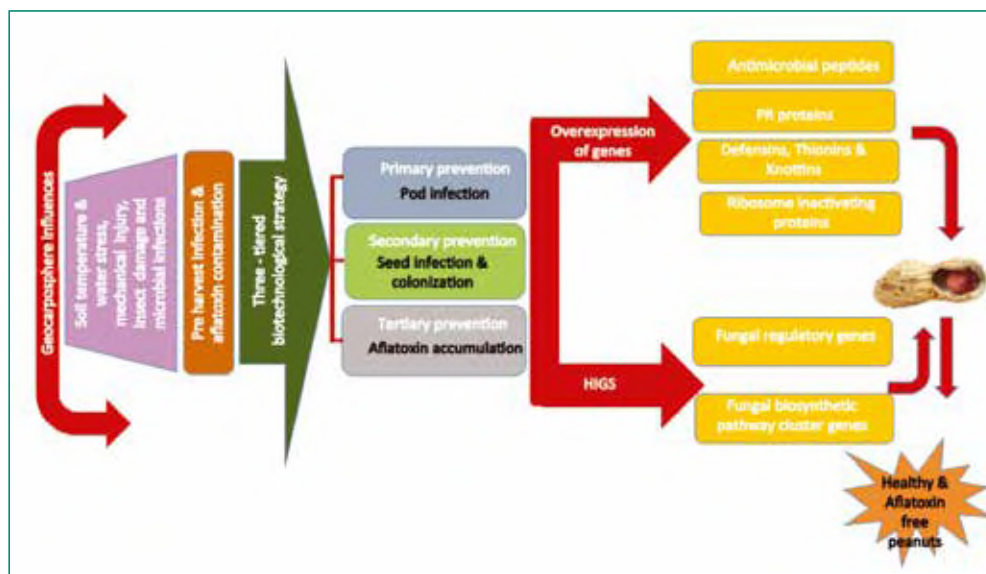 Geocarposphere Influences
Soil temperature &
water stress,
mechanical injury,
Insect damage and
microbial infections
Pre harvest Infection &
aflatoxin contamination
Three - tiered
biotechnological strategy
Primary prevention
Pod infection
Secondary prevention
Seed infection &
colonization
Tertiary prevention
Aflatoxin accumulation
Overexpression
of genes
HIGS
Antimicrobial peptides
PR proteins
Defensins, Thionins &
Knottins
Ribosome inactivating
proteins
Fungal regulatory genes
Fungal biosynthetic
pathway cluster genes
Healthy &
Aflatoxin
free
peanuts